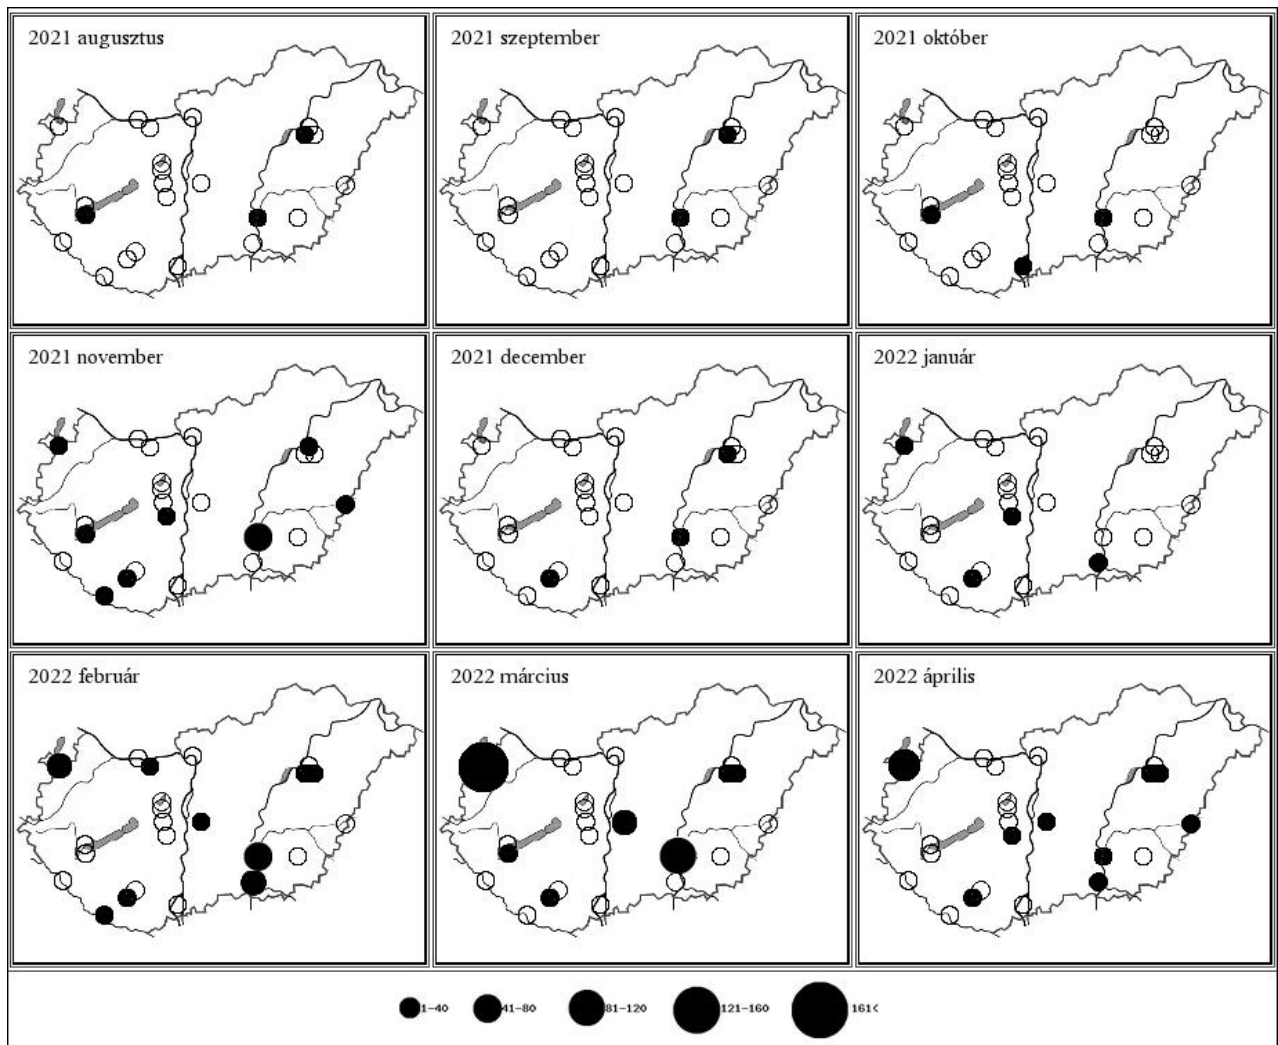 2021 augusztus
2021 szeptember
2021 október
2021 november
2021 december
2022 január
2022 február
2022 március
2022 április
1-40 41-80 81-120 121-160 161<